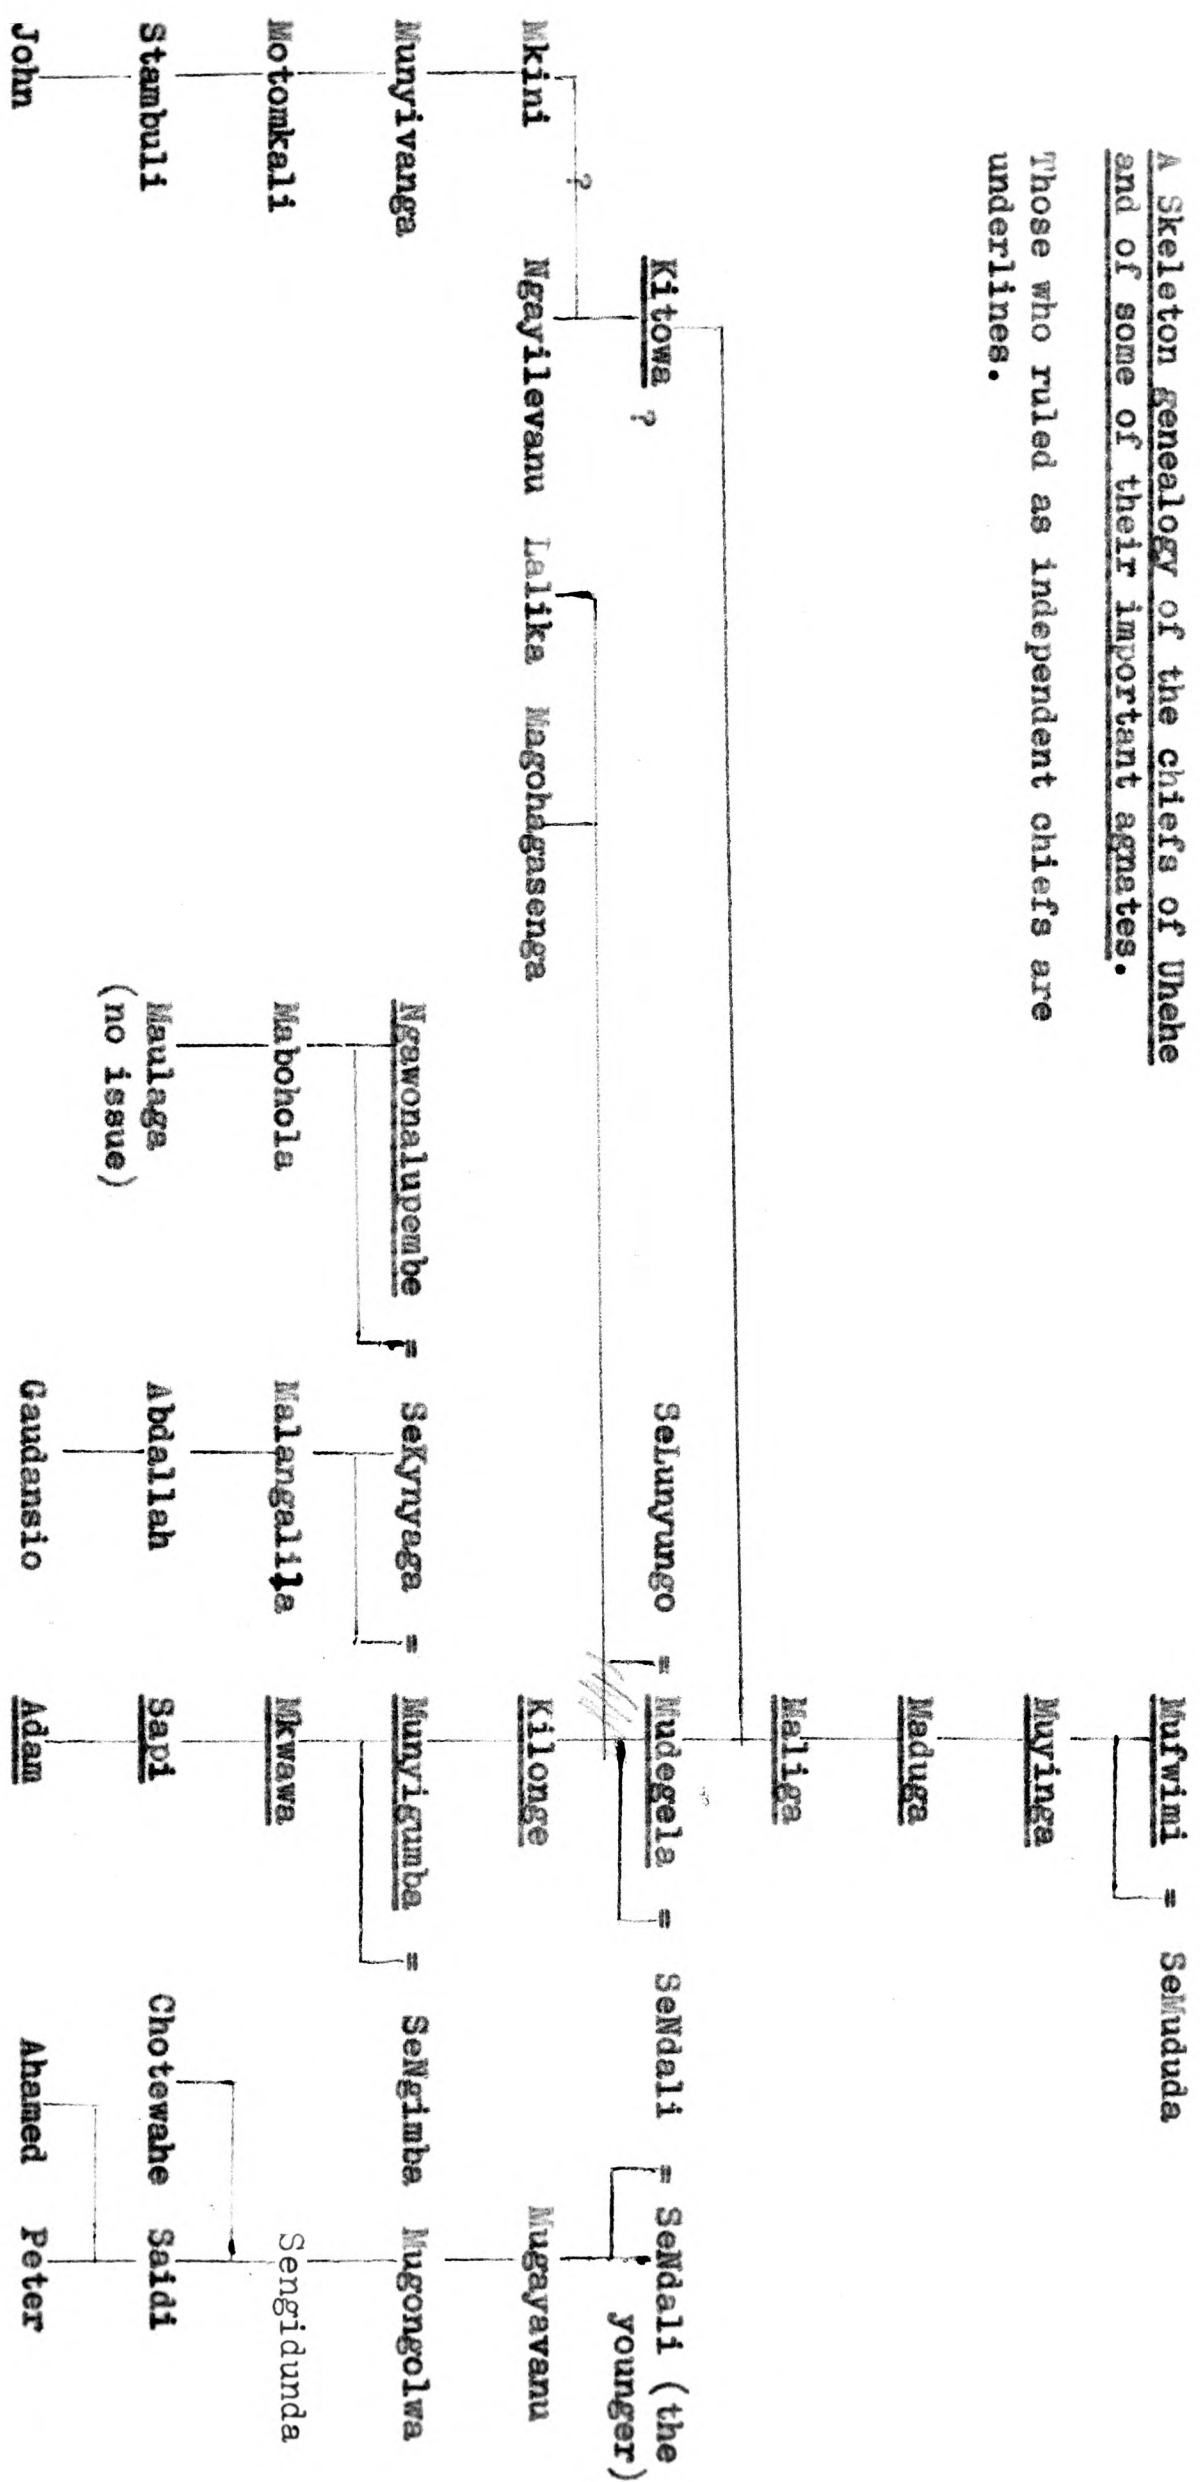 A Skeleton genealogy of the chiefs of Uhehe
and of some of their important agnates.
Those who ruled as independent chiefs are
underlines.
Mufwimi = SeMududa
Muyinga
Maduga
Maliga
Kitowa ? SeLunyungo = Mudegela = SeNdali = SeNdali (the
younger)
?
Mkini Ngayilevanu Lalika Magohagasenga Kilonge Mugayavanu
Munyivanga Ngawonalupembe = SeKynyaga = Munyigumba = SeNgimba Mugongolwa
Motomkali Mabohola Malangalila Mkwawa Sengidunda
Stambuli Maulaga Abdallah Sapi Chotewahe Saidi
(no issue)
John Gaudansio Adam Ahamed Peter